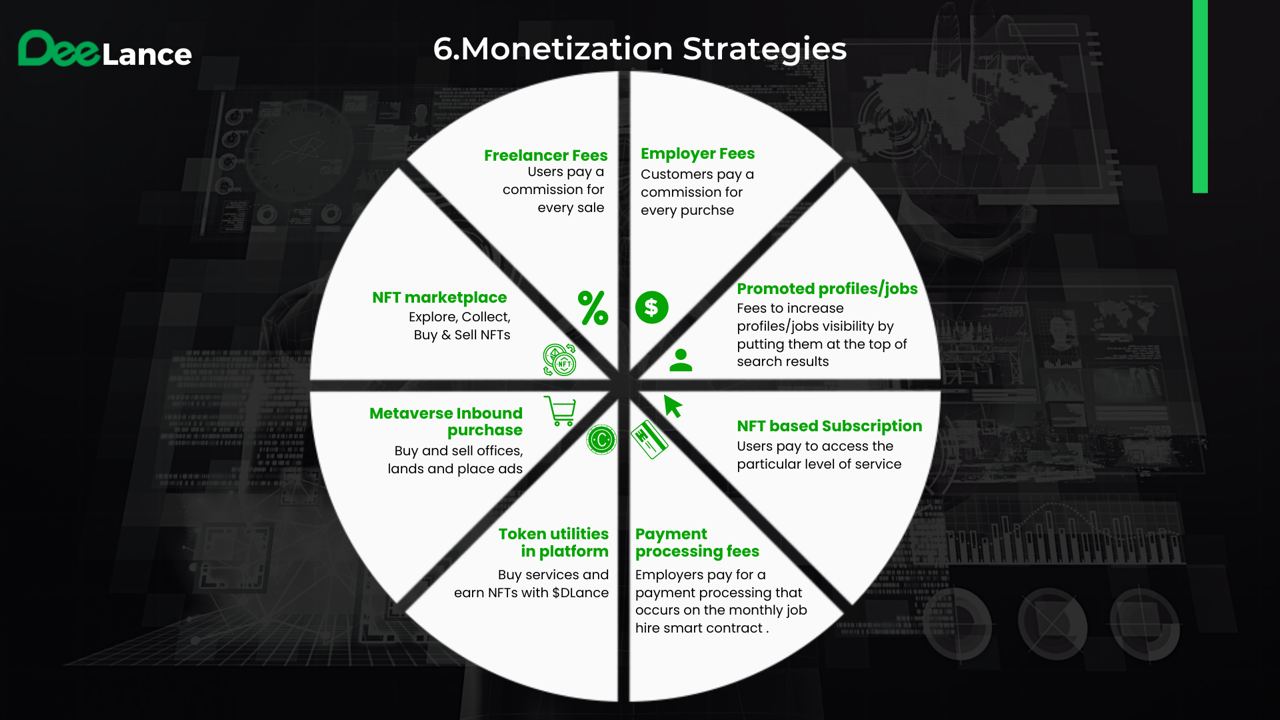 DeeLance
6.Monetization Strategies
Freelancer Fees
Users pay a
commission for
every sale
Employer Fees
Customers pay a
commission for
every purchse
Promoted profiles/jobs
Fees to increase
profiles/jobs visibility by
putting them at the top of
search results
NFT based Subscription
Users pay to access the
particular level of service
Payment
processing fees
Employers pay for a
payment processing that
occurs on the monthly job
hire smart contract .
Token utilities
in platform
Buy services and
earn NFTs with $DLance
Metaverse Inbound
purchase
Buy and sell offices,
lands and place ads
NFT marketplace
Explore, Collect,
Buy & Sell NFTs
%
$
NFT
C